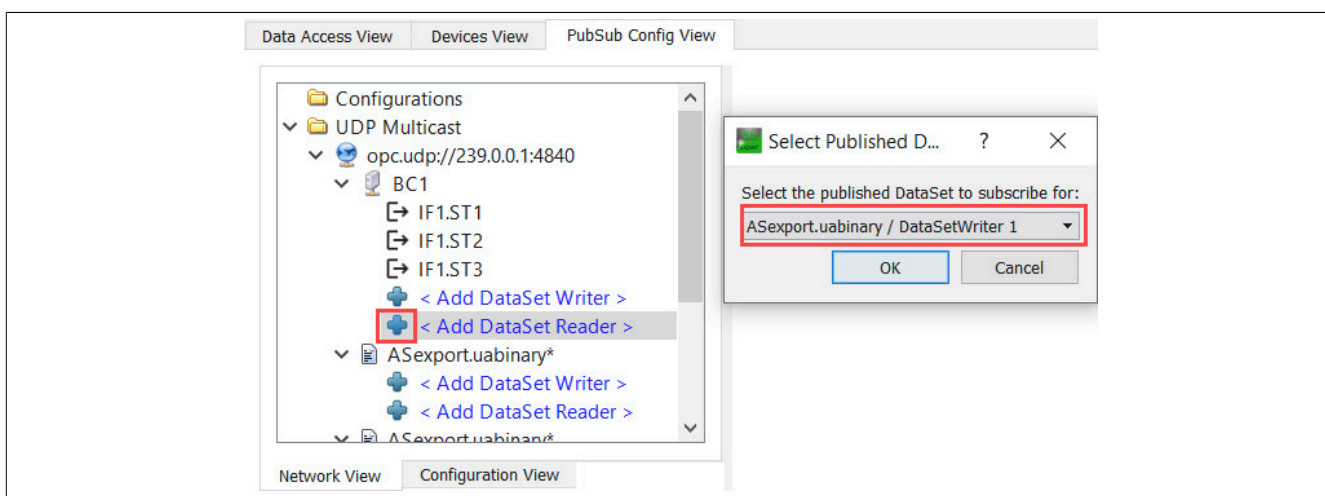 Data Access View Devices View PubSub Config View
Configurations
UDP Multicast
opc.udp://239.0.0.1:4840
BC1
IF1.ST1
IF1.ST2
IF1.ST3
< Add DataSet Writer >
< Add DataSet Reader >
ASexport.uabinary*
< Add DataSet Writer >
< Add DataSet Reader >
ASexport.uabinary*
Network View Configuration View
Select Published D... ?
Select the published DataSet to subscribe for:
ASexport.uabinary / DataSetWriter 1
OK Cancel